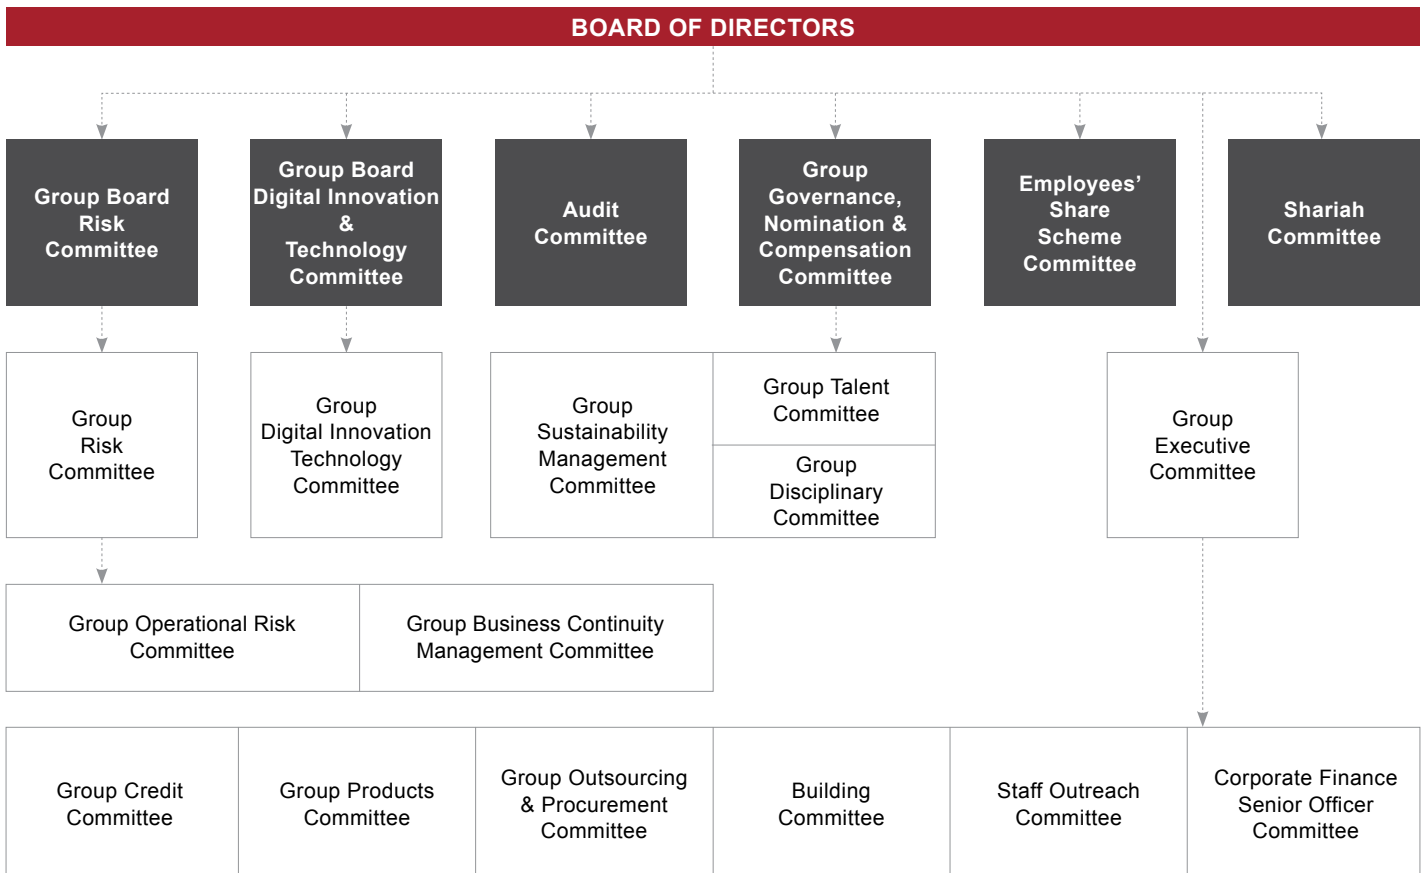 BOARD OF DIRECTORS
Group Board
Risk
Committee
Group Board
Digital Innovation
&
Technology
Committee
Audit
Committee
Group
Governance,
Nomination &
Compensation
Committee
Employees’
Share
Scheme
Committee
Shariah
Committee
Group
Risk
Committee
Group
Digital Innovation
Technology
Committee
Group
Sustainability
Management
Committee
Group Talent
Committee
Group
Disciplinary
Committee
Group
Executive
Committee
Group Operational Risk
Committee
Group Business Continuity
Management Committee
Group Credit
Committee
Group Products
Committee
Group Outsourcing
& Procurement
Committee
Building
Committee
Staff Outreach
Committee
Corporate Finance
Senior Officer
Committee